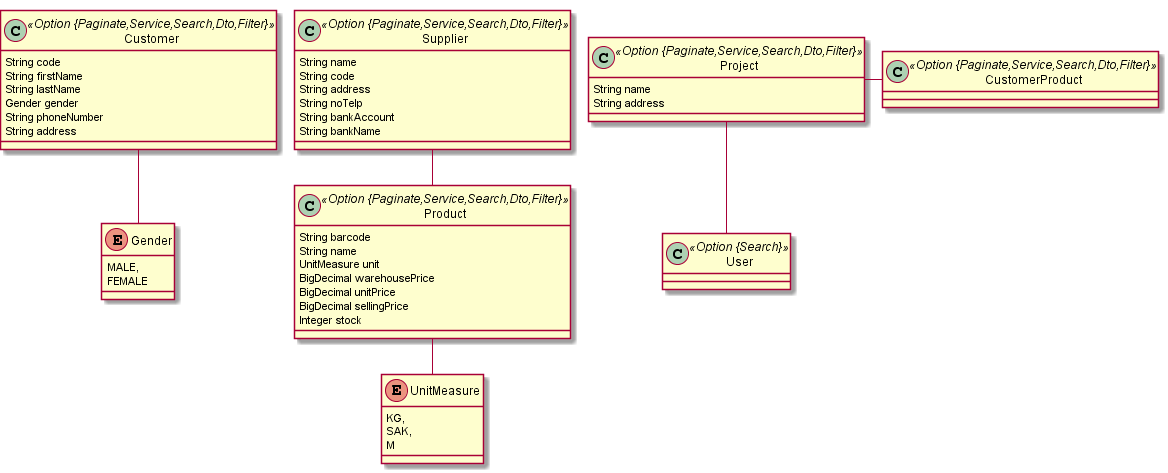 C
«Option {Paginate,Service,Search,Dto,Filter}»
Customer
String code
String firstName
String lastName
Gender gender
String phoneNumber
String address
C
«Option {Paginate,Service,Search,Dto,Filter}»
Supplier
String name
String code
String address
String noTelp
String bankAccount
String bankName
C
«Option {Paginate,Service,Search,Dto,Filter}»
Project
String name
String address
C
«Option {Paginate,Service,Search,Dto,Filter}»
CustomerProduct
E
Gender
MALE,
FEMALE
C
«Option {Paginate,Service,Search,Dto,Filter}»
Product
String barcode
String name
UnitMeasure unit
BigDecimal warehousePrice
BigDecimal unitPrice
BigDecimal sellingPrice
Integer stock
C
«Option {Search}»
User
E
UnitMeasure
KG,
SAK,
M